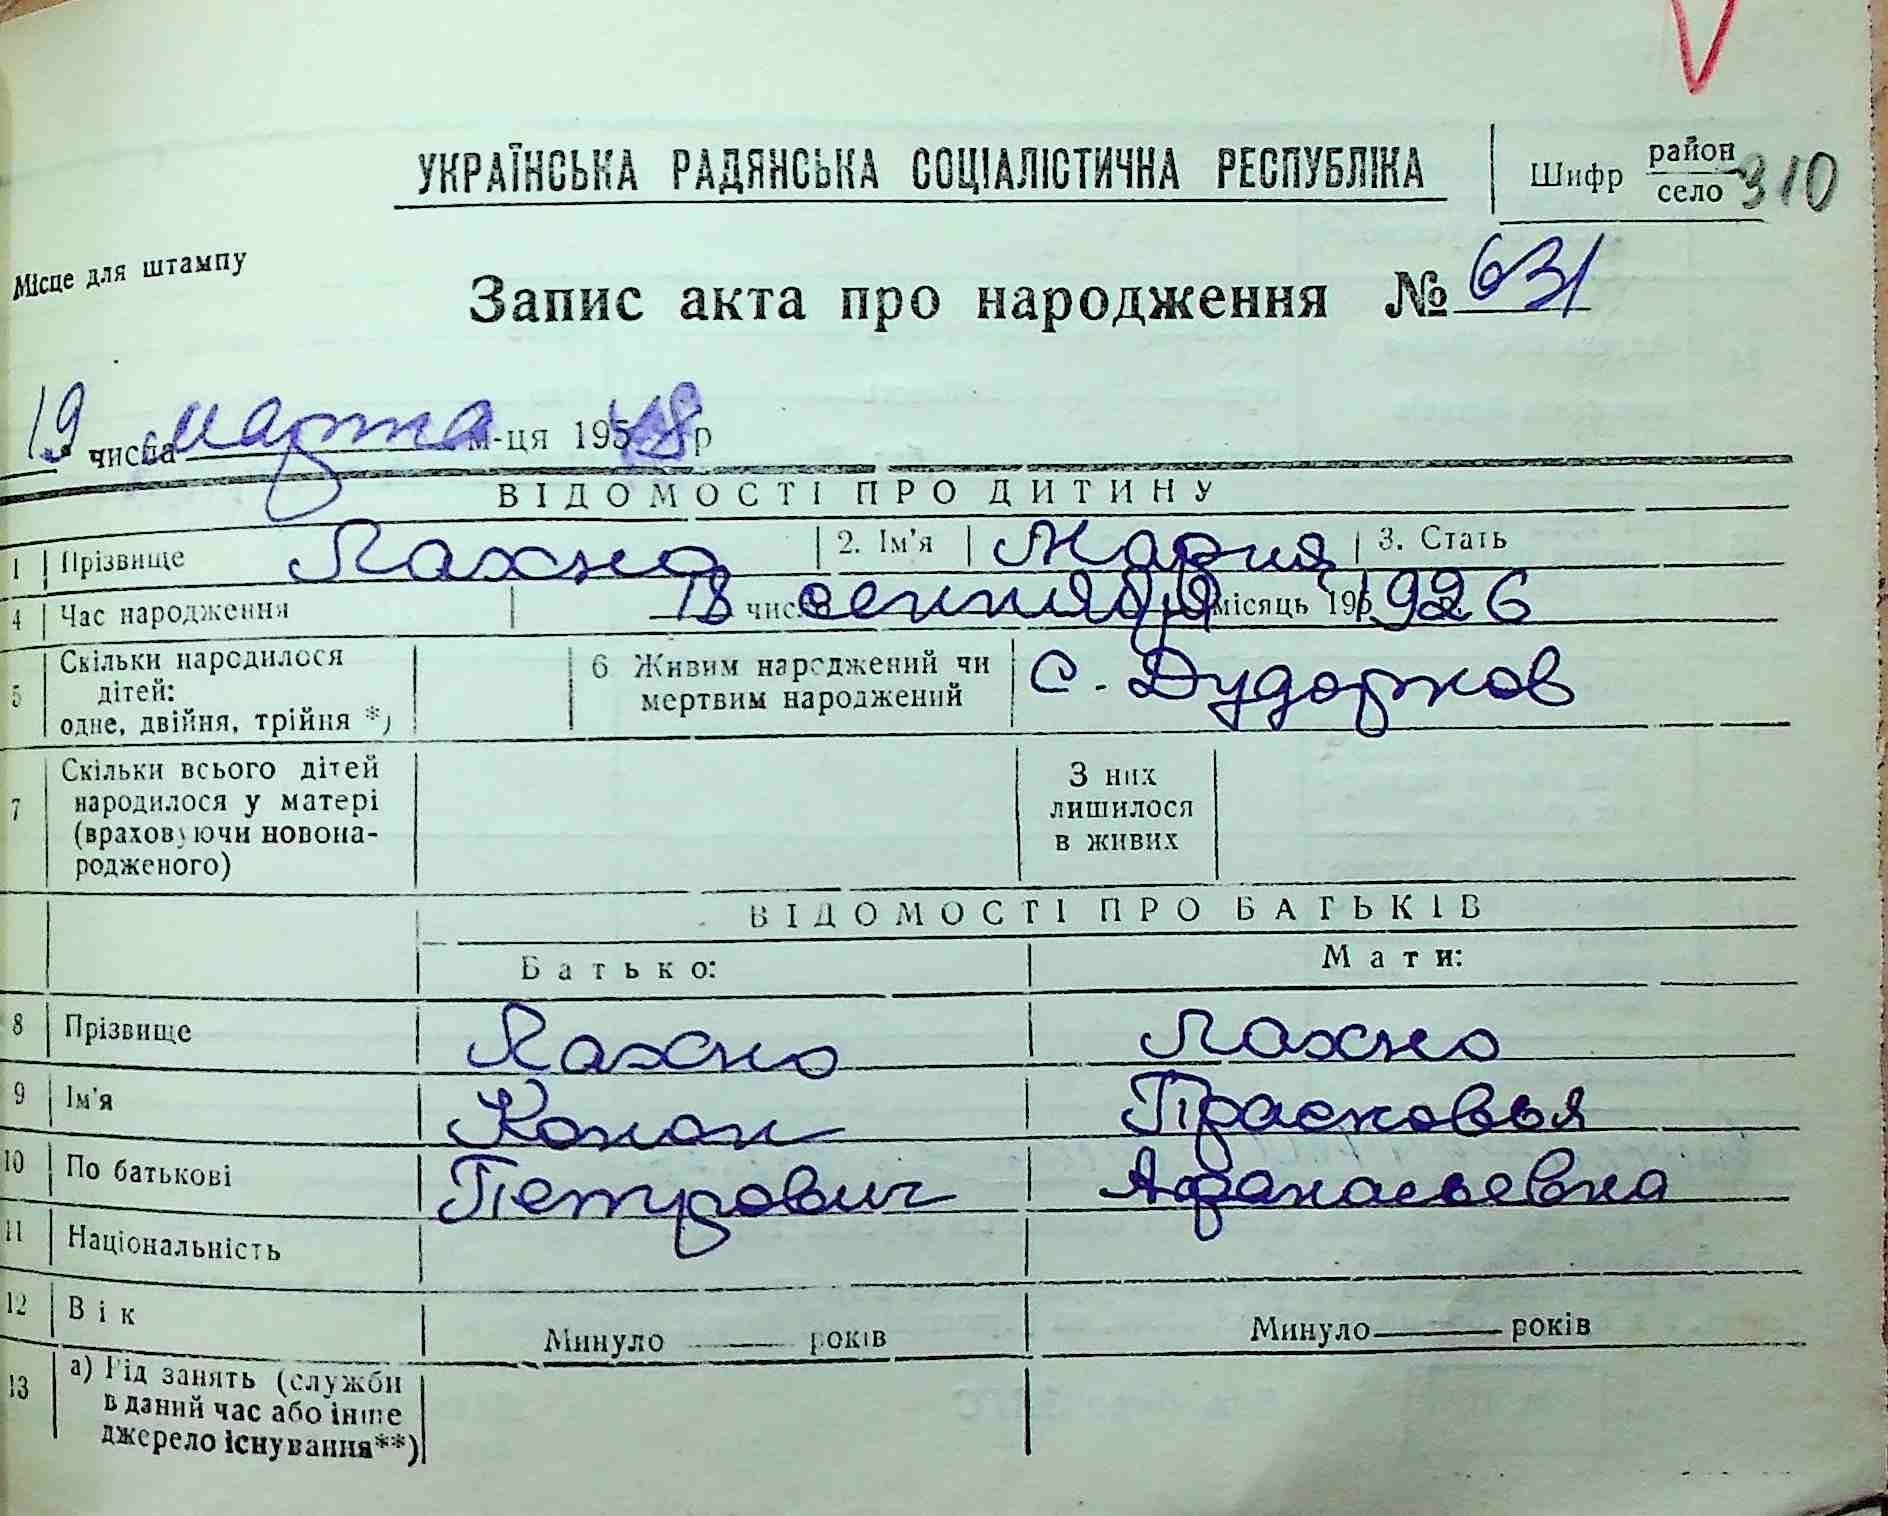 УКРАЇНСЬКА РАДЯНСЬКА СОЦІАЛІСТИЧНА РЕСПУБЛІКА
Шифр район село 310
Місце для штампу
Запис акта про народження № 631
19 числа марта м-ця 1958 р
ВІДОМОСТІ ПРО ДИТИНУ
1 Прізвище Лахно 2. Ім'я Мария 3. Стать
4 Час народження 18 числа сентября місяць 195 1926
5 Скільки народилося дітей: одне, двійня, трійня *) 6 Живим народжений чи мертвим народжений с. Дудорков
7 Скільки всього дітей народилося у матері (враховуючи новона-родженого) З них лишилося в живих
ВІДОМОСТІ ПРО БАТЬКІВ
Батько: Мати:
8 Прізвище Лахно Лахно
9 Ім'я Конон Прасковья
10 По батькові Петрович Афанасьевна
11 Національність
12 Вік Минуло років Минуло років
13 а) Рід занять (служби в даний час або інше джерело існування**)